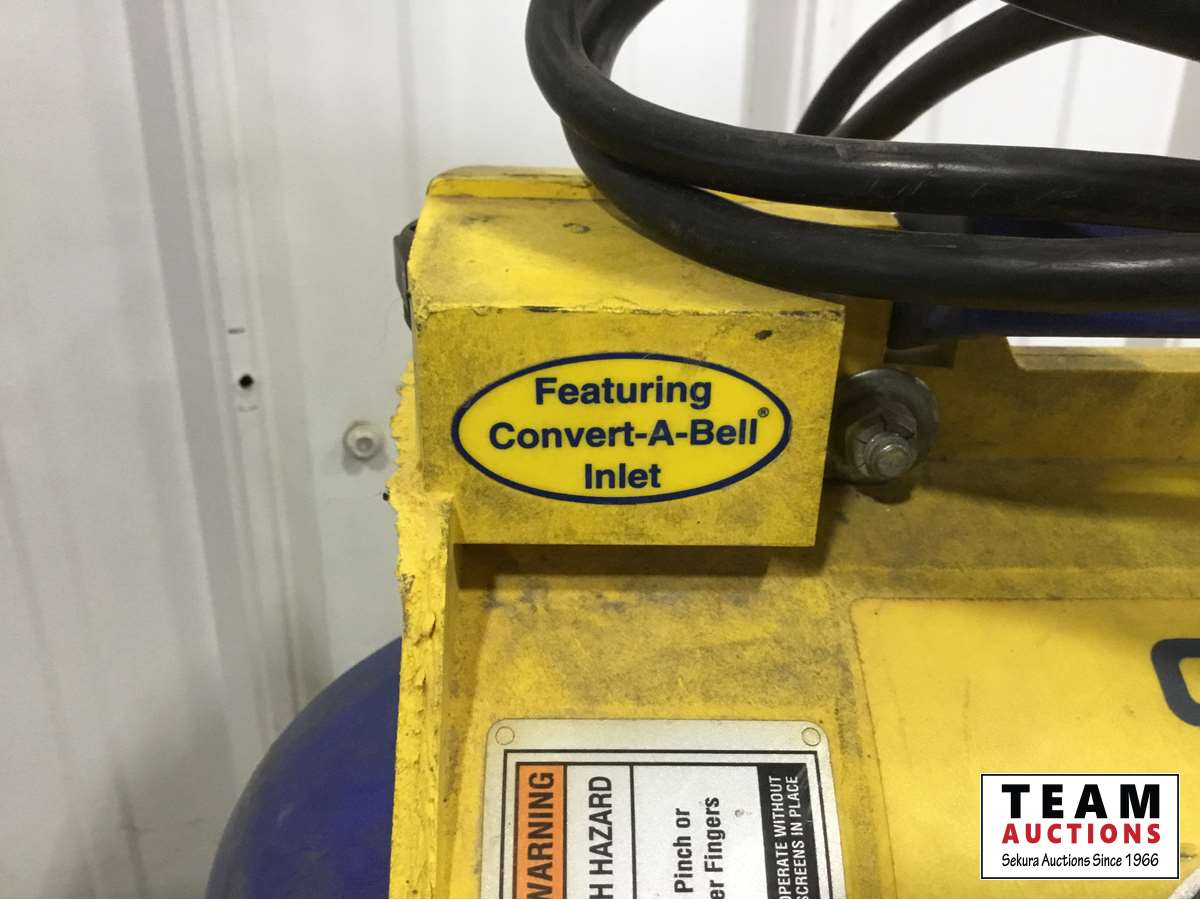 Featuring
Convert-A-Bell®
Inlet
WARNING
H HAZARD
Pinch or
er Fingers
OPERATE WITHOUT
SCREENS IN PLACE
TEAM
AUCTIONS
Sekura Auctions Since 1966